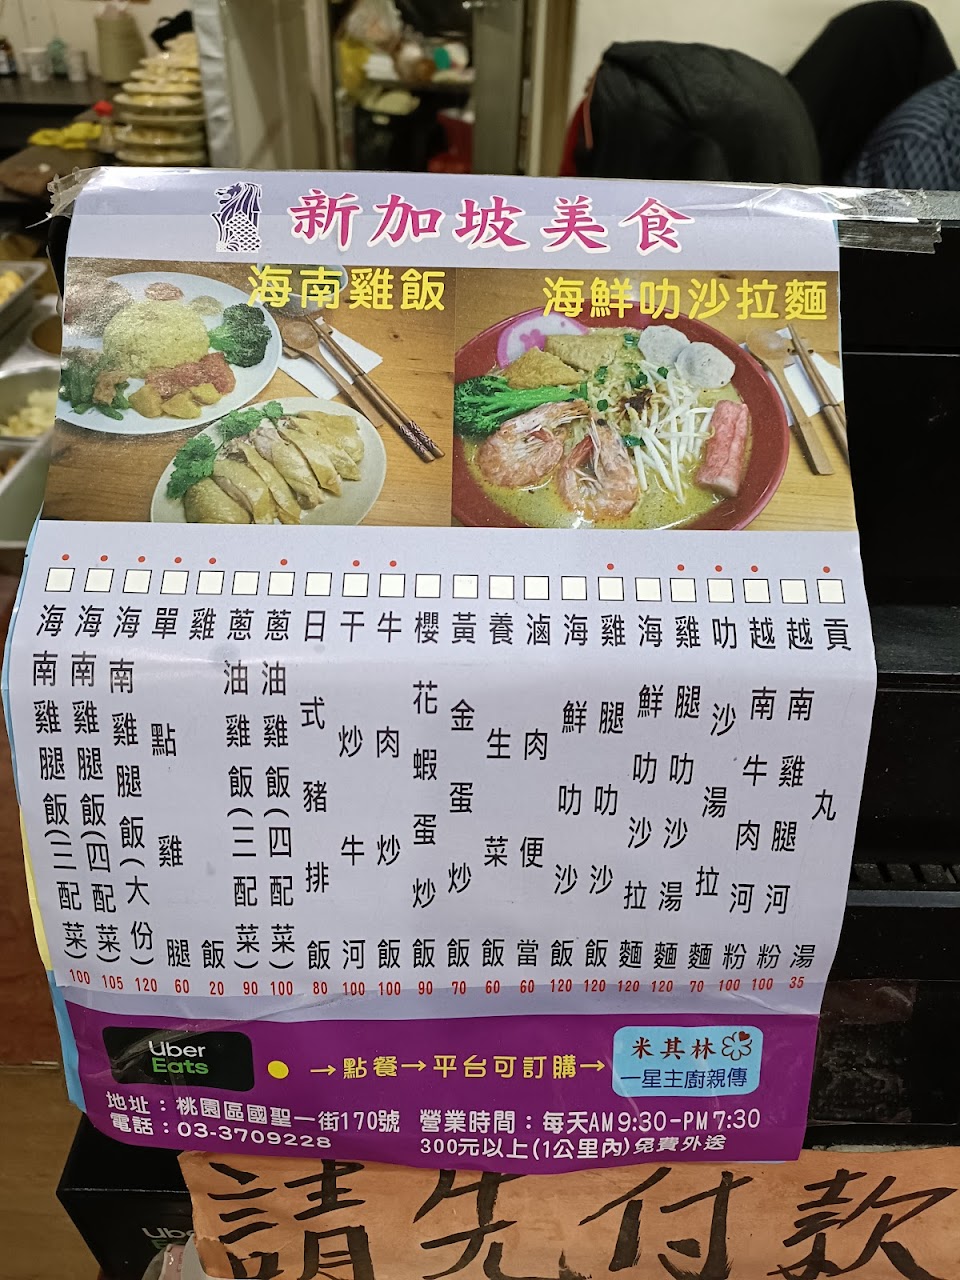 新加坡美食
海南雞飯
海鮮叻沙拉麵
海南雞腿飯(三配菜) 100
海南雞腿飯(四配菜) 105
海南雞腿飯(大份) 120
單點雞腿 60
雞飯 20
蔥油雞飯(三配菜) 90
蔥油雞飯(四配菜) 100
日式豬排飯 80
干炒牛河 100
牛肉炒飯 100
櫻花蝦蛋炒飯 90
黃金蛋炒飯 70
養生菜飯 60
滷肉便當 60
海鮮叻沙飯 120
雞腿叻沙飯 120
海鮮叻沙拉麵 120
雞腿叻沙湯麵 120
叻沙湯拉麵 70
越南牛肉河粉 100
越南雞腿河粉 100
貢丸湯 35
Uber Eats
→點餐→平台可訂購→
米其林
一星主廚親傳
地址：桃園區國聖一街170號
電話：03-3709228
營業時間：每天AM9:30-PM7:30
300元以上(1公里內)免費外送
請先付款